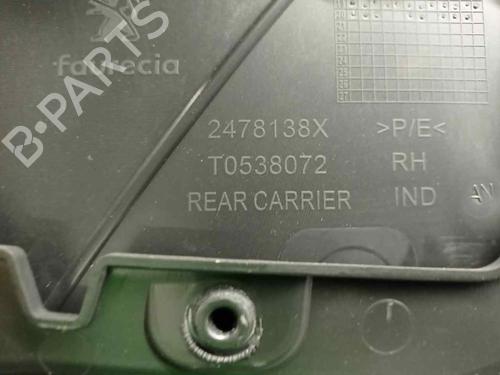 B-PARTS
faurecia
2478138X >P/E<
T0538072 RH
REAR CARRIER IND